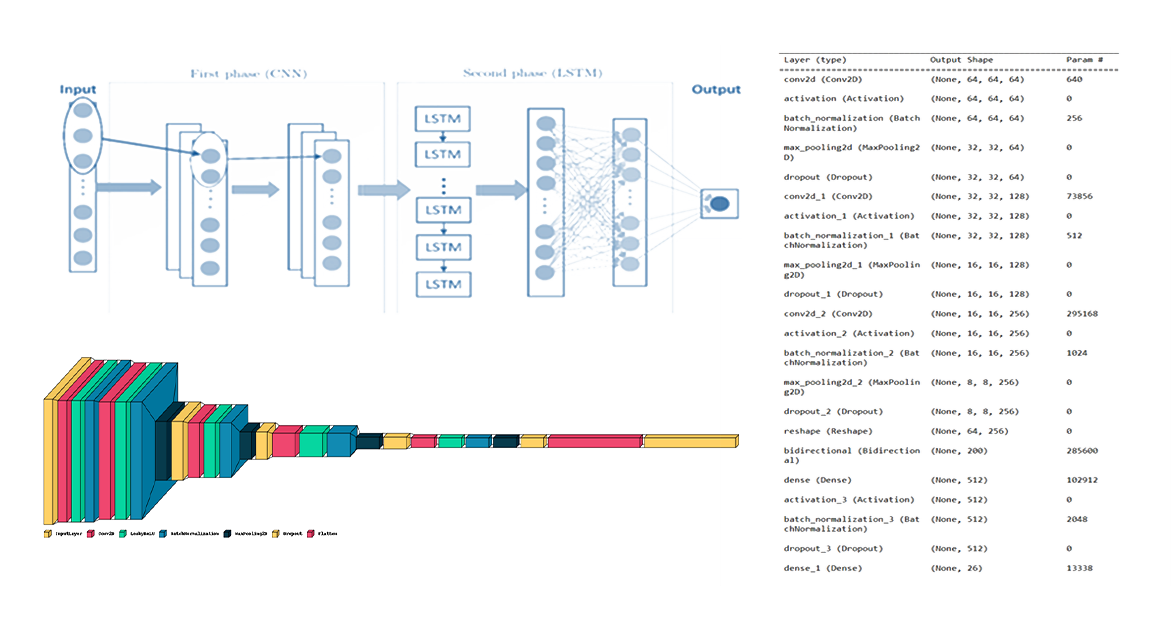 First phase (CNN)
Second phase (LSTM)
Input
Output
LSTM
LSTM
LSTM
LSTM
LSTM
InputLayer Conv2D LeakyReLU BatchNormalization MaxPooling2D Dropout Flatten
Layer (type) Output Shape Param #
conv2d (Conv2D) (None, 64, 64, 64) 640
activation (Activation) (None, 64, 64, 64) 0
batch_normalization (Batch (None, 64, 64, 64) 256
Normalization)
max_pooling2d (MaxPooling2 (None, 32, 32, 64) 0
D)
dropout (Dropout) (None, 32, 32, 64) 0
conv2d_1 (Conv2D) (None, 32, 32, 128) 73856
activation_1 (Activation) (None, 32, 32, 128) 0
batch_normalization_1 (Bat (None, 32, 32, 128) 512
chNormalization)
max_pooling2d_1 (MaxPoolin (None, 16, 16, 128) 0
g2D)
dropout_1 (Dropout) (None, 16, 16, 128) 0
conv2d_2 (Conv2D) (None, 16, 16, 256) 295168
activation_2 (Activation) (None, 16, 16, 256) 0
batch_normalization_2 (Bat (None, 16, 16, 256) 1024
chNormalization)
max_pooling2d_2 (MaxPoolin (None, 8, 8, 256) 0
g2D)
dropout_2 (Dropout) (None, 8, 8, 256) 0
reshape (Reshape) (None, 64, 256) 0
bidirectional (Bidirection (None, 200) 285600
al)
dense (Dense) (None, 512) 102912
activation_3 (Activation) (None, 512) 0
batch_normalization_3 (Bat (None, 512) 2048
chNormalization)
dropout_3 (Dropout) (None, 512) 0
dense_1 (Dense) (None, 26) 13338